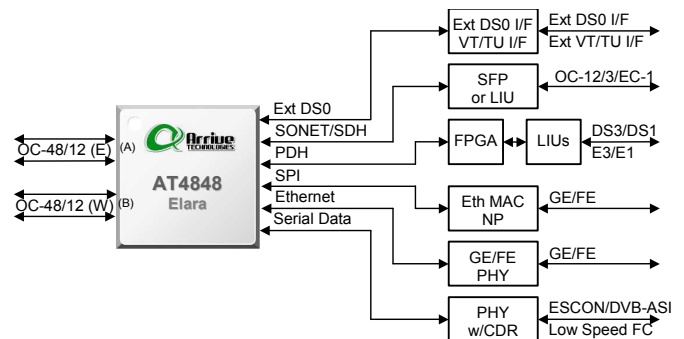 Ext DS0 I/F
VT/TU I/F
Ext DS0 I/F
Ext VT/TU I/F
SFP
or LIU
OC-12/3/EC-1
FPGA
LIUs
DS3/DS1
E3/E1
Eth MAC
NP
GE/FE
GE/FE
PHY
GE/FE
PHY
w/CDR
ESCON/DVB-ASI
Low Speed FC
Ext DS0
SONET/SDH
PDH
SPI
Ethernet
Serial Data
OC-48/12 (E)
(A)
OC-48/12 (W)
(B)
Arrive
TECHNOLOGIES
AT4848
Elara